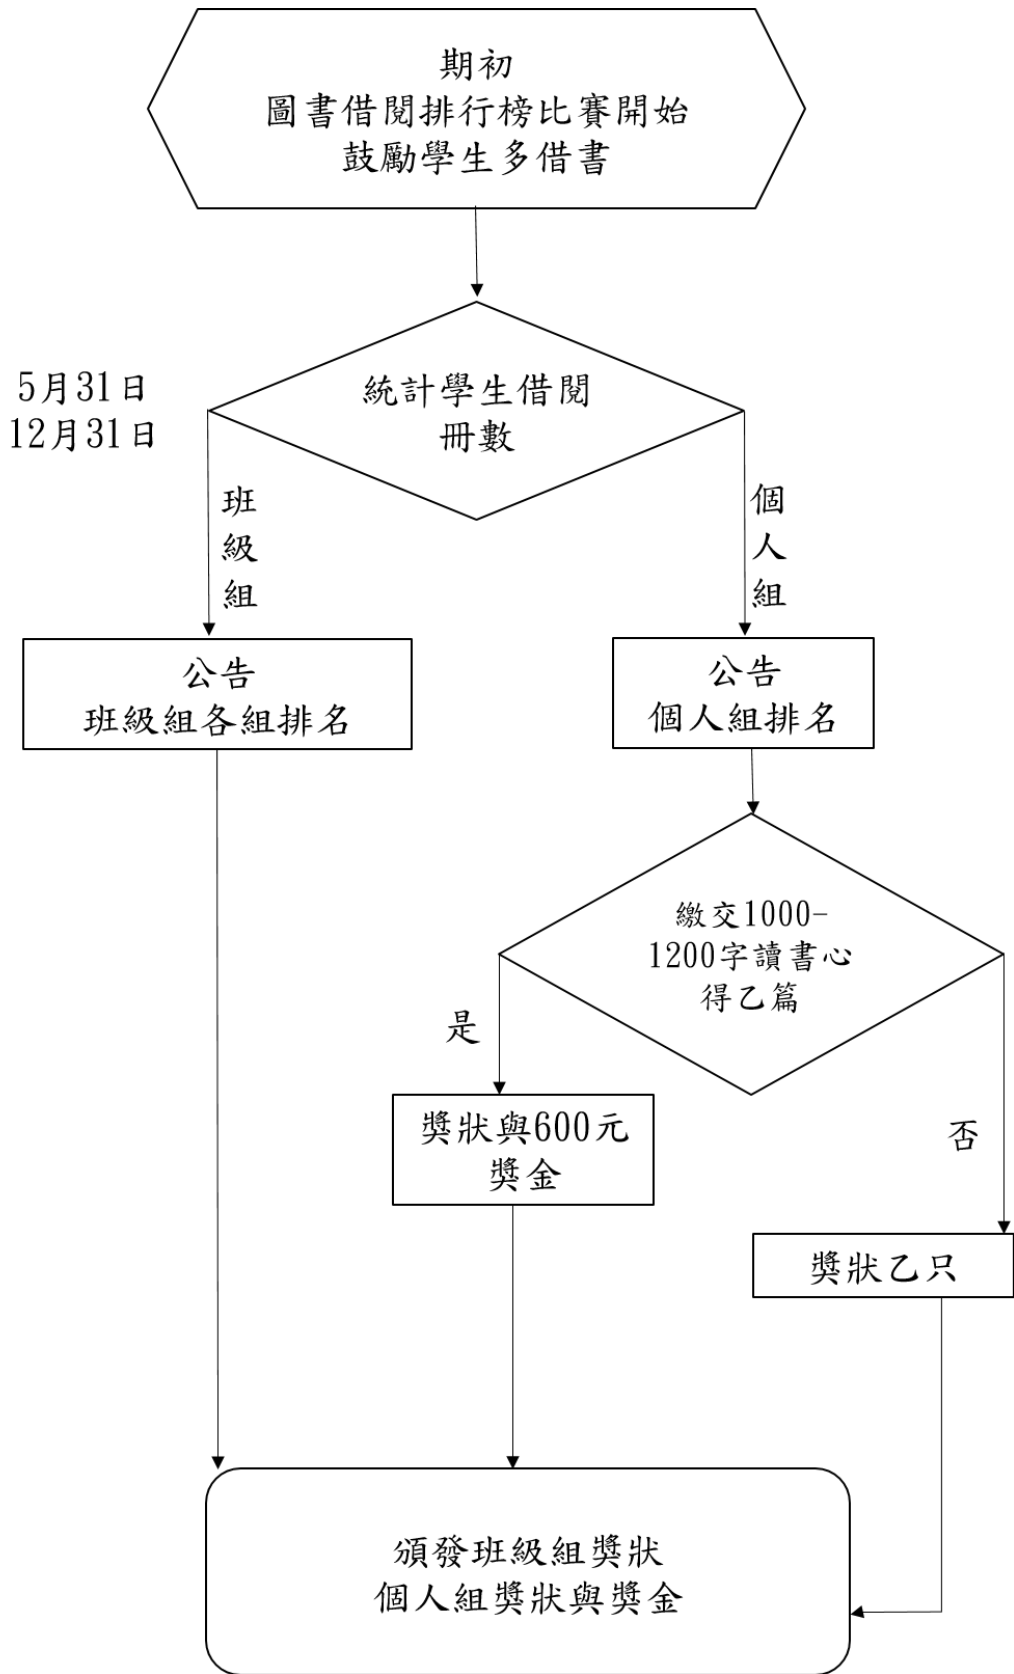 期初
圖書借閱排行榜比賽開始
鼓勵學生多借書
5月31日
12月31日
統計學生借閱
冊數
班級組
個人組
公告
班級組各組排名
公告
個人組排名
繳交1000-
1200字讀書心
得乙篇
是
否
獎狀與600元
獎金
獎狀乙只
頒發班級組獎狀
個人組獎狀與獎金